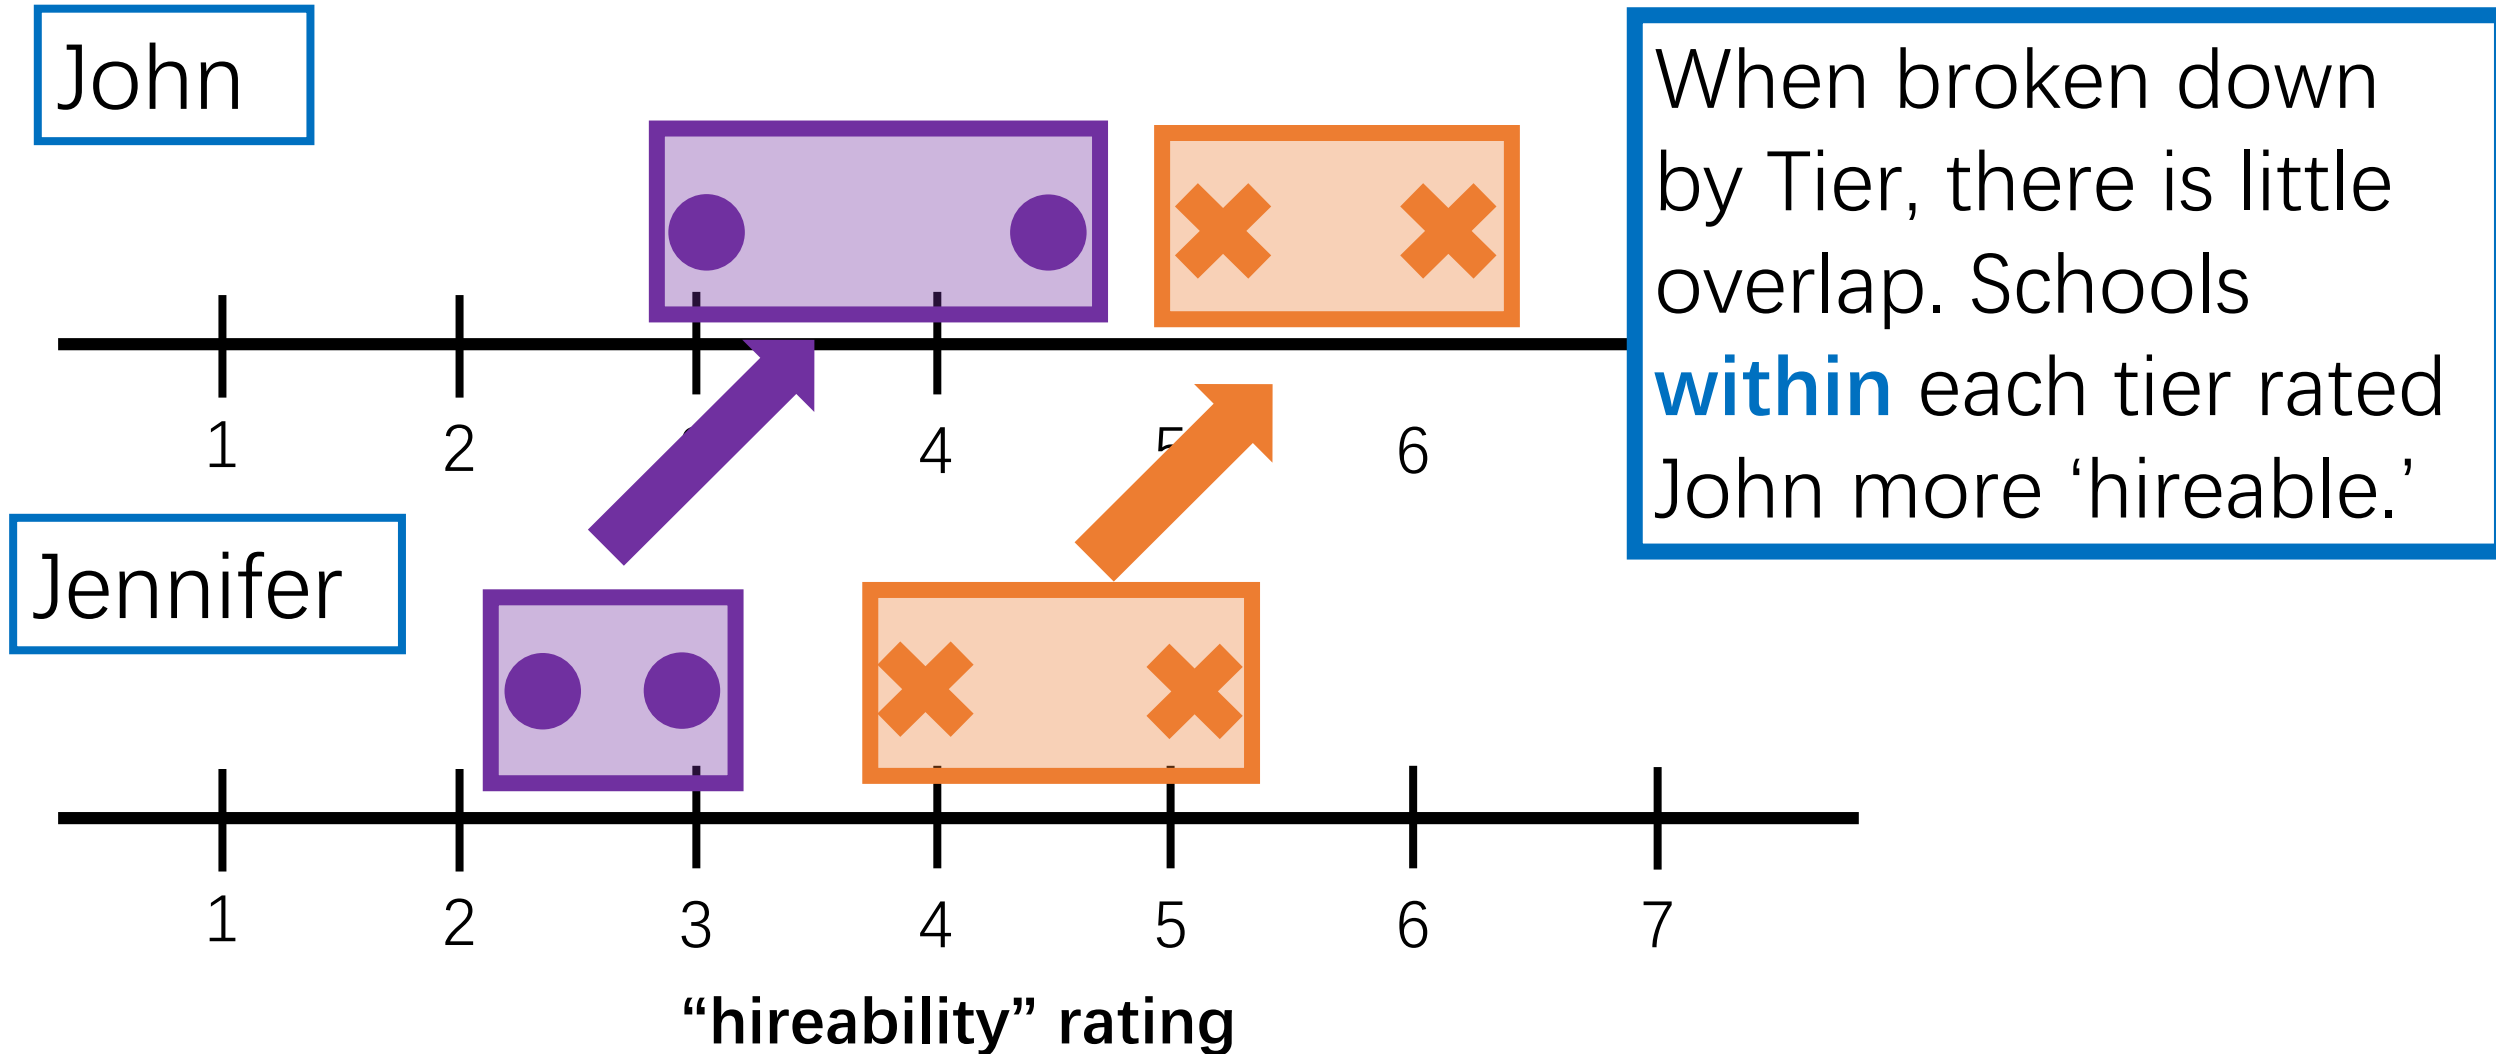 John
When broken down
by Tier, there is little
overlap. Schools
within each tier rated
John more ‘hireable.’
1 2 4 5 6
Jennifer
1 2 3 4 5 6 7
“hireability” rating